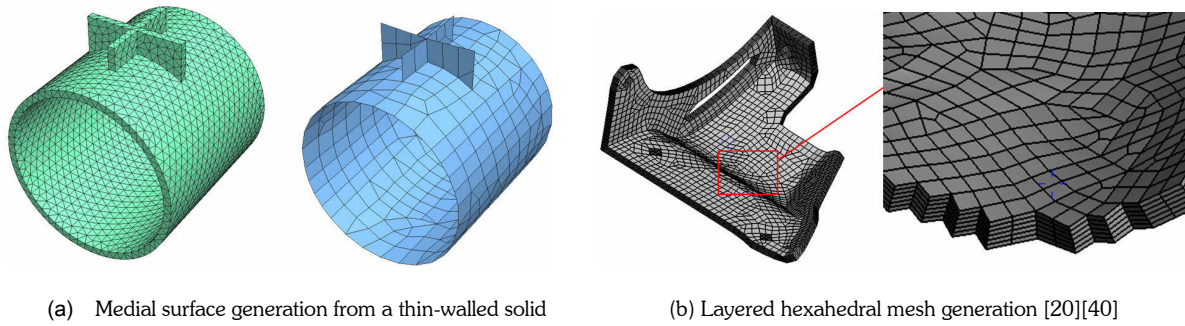 (a) Medial surface generation from a thin-walled solid
(b) Layered hexahedral mesh generation [20][40]